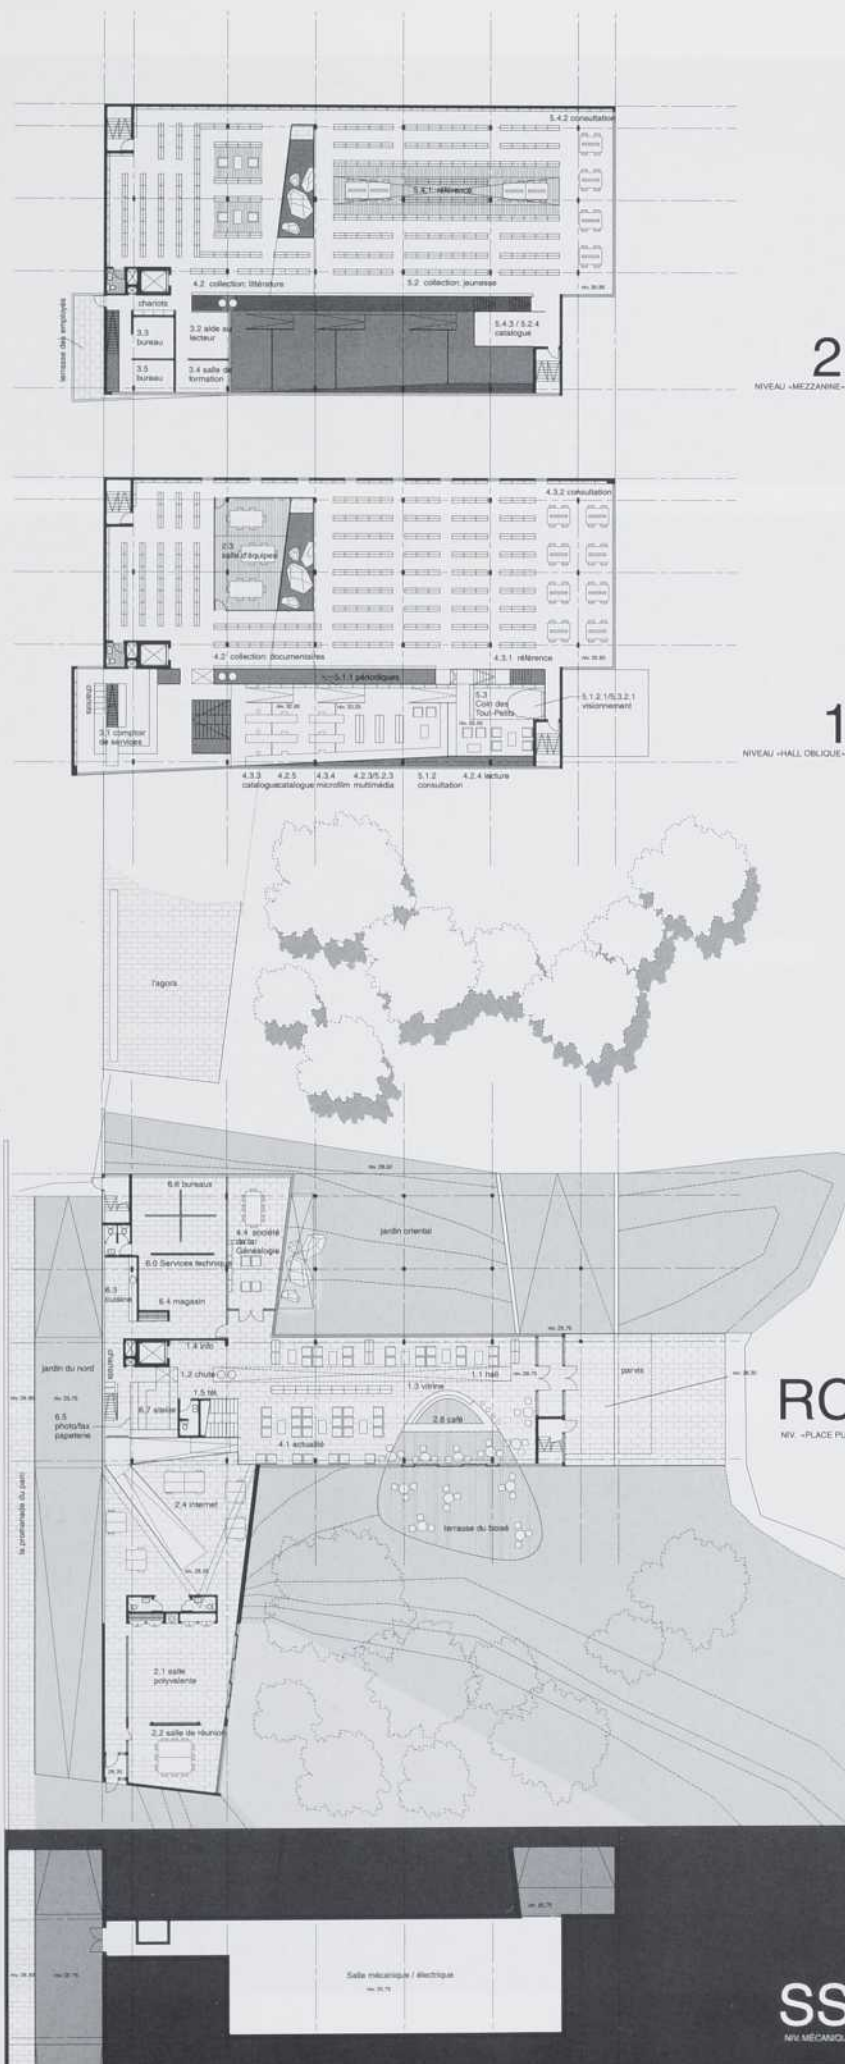 5.4.2 consultation
5.4.1 référence
4.2 collection: littérature
5.2 collection: jeunesse
chariots
3.3
bureau
3.2 aide au
lecteur
5.4.3 / 5.2.4
catalogue
3.5
bureau
3.4 salle de
formation
terrasse des employés
2
NIVEAU «MEZZANINE»
4.3.2 consultation
2.3
salle d'équipes
4.2 collection: documentaires
4.3.1 référence
5.1.1 périodiques
chariots
5.3
Coin des
Tout-Petits
5.1.2.1/5.3.2.1
visionnement
3.1 comptoir
de services
1
NIVEAU «HALL OBLIQUE»
4.3.3
catalogue
4.2.5
catalogue
4.3.4
microfilm
4.2.3/5.2.3
multimédia
5.1.2
consultation
4.2.4 lecture
l'agora
6.6 bureaux
4.4 société
de la
Généalogie
jardin oriental
6.0 Services technique
6.3
cuisine
6.4 magasin
1.4 info
jardin du nord
chariots
1.2 chute
1.1 hall
parvis
1.3 vitrine
1.5 tél.
6.7 atelier
2.6 café
6.5
photo/fax
papeterie
4.1 actualité
RC
NIV. «PLACE PU
2.4 internet
terrasse du boisé
la promenade du parc
2.1 salle
polyvalente
2.2 salle de réunion
Salle mécanique / électrique
SS
NIV. MÉCANIQU